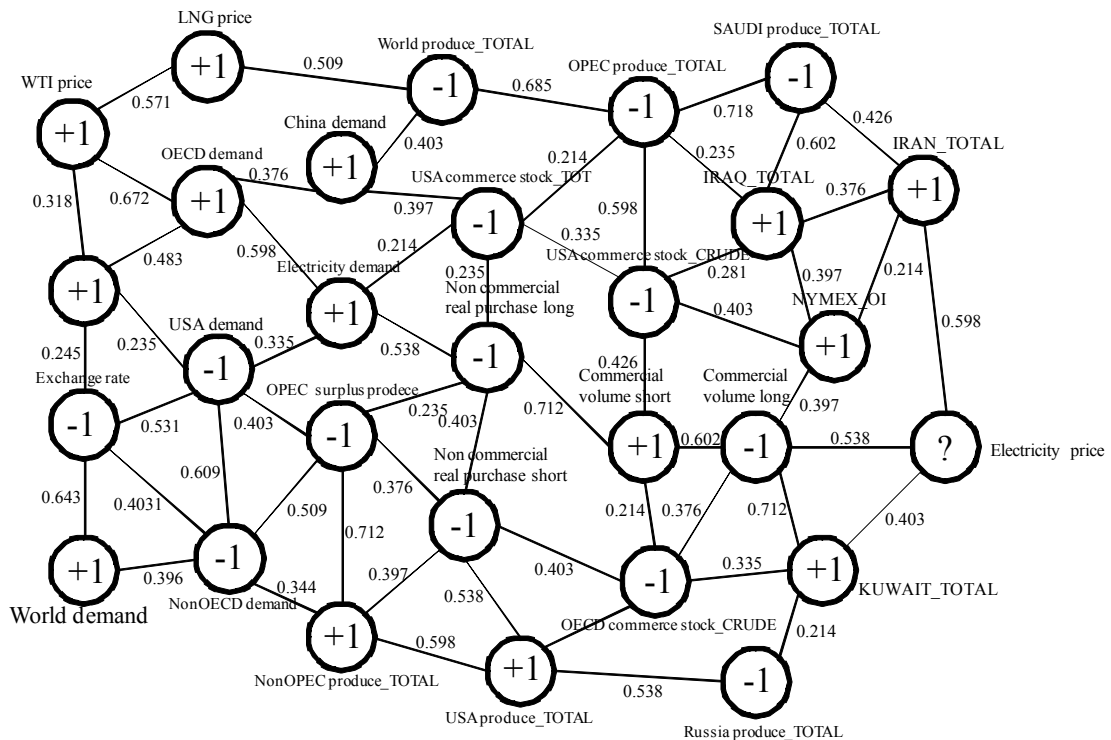 LNG price
SAUDI produce_TOTAL
World produce_TOTAL
OPEC produce_TOTAL
WTI price
+1
0.509
-1
0.571
-1
0.685
-1
0.718
0.426
China demand
+1
0.403
0.602
OECD demand
0.376
0.214
0.235
IRAN_TOTAL
+1
USA commerce stock_TOT
IRAQ_TOTAL
0.376
+1
0.318
0.672
+1
0.397
-1
0.598
+1
0.483
0.598
0.214
0.335
USA commerce stock_CRUDE
0.281
0.397
0.214
Electricity demand
0.235
Non commercial
real purchase long
-1
0.403
NYMEX_OI
+1
+1
0.598
USA demand
0.335
0.538
+1
0.245
0.235
-1
-1
0.426
Commercial
volume short
Commercial
volume long
0.397
Exchange rate
OPEC surplus prodece
0.235
0.403
0.712
-1
0.531
0.403
-1
+1
0.602
-1
0.538
?
Electricity price
Non commercial
real purchase short
0.609
0.376
0.643
0.4031
0.509
0.712
-1
0.214
0.376
0.712
0.403
+1
0.396
-1
0.344
0.397
0.538
0.403
-1
0.335
+1
KUWAIT_TOTAL
World demand
NonOECD demand
OECD commerce stock_CRUDE
0.214
+1
0.598
+1
-1
NonOPEC produce_TOTAL
0.538
USA produce_TOTAL
Russia produce_TOTAL